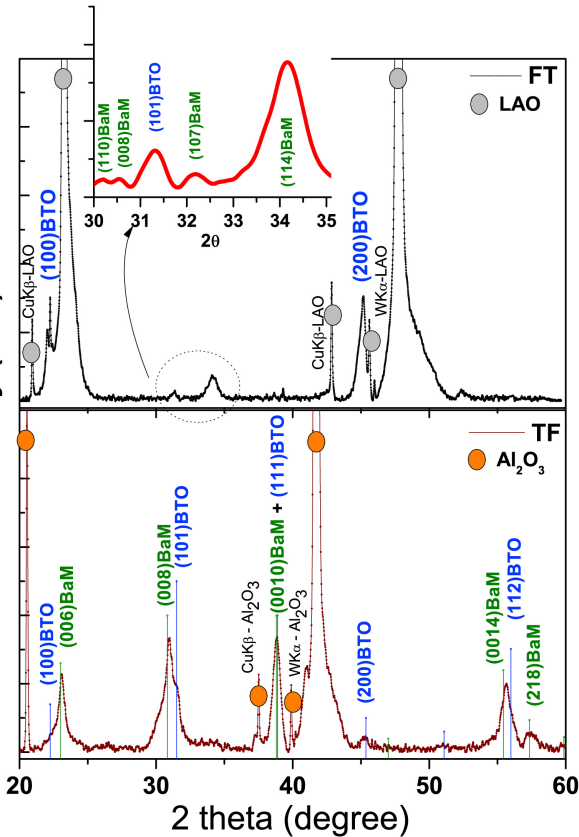 FT
LAO
(110)BaM
(008)BaM
(101)BTO
(107)BaM
(114)BaM
30 31 32 33 34 35
2θ
CuKβ-LAO
(100)BTO
CuKβ-LAO
(200)BTO
WKα-LAO
TF
Al2O3
(100)BTO
(006)BaM
(008)BaM
(101)BTO
CuKβ - Al2O3
(0010)BaM + (111)BTO
WKα - Al2O3
(200)BTO
(0014)BaM
(112)BTO
(218)BaM
20 30 40 50 60
2 theta (degree)